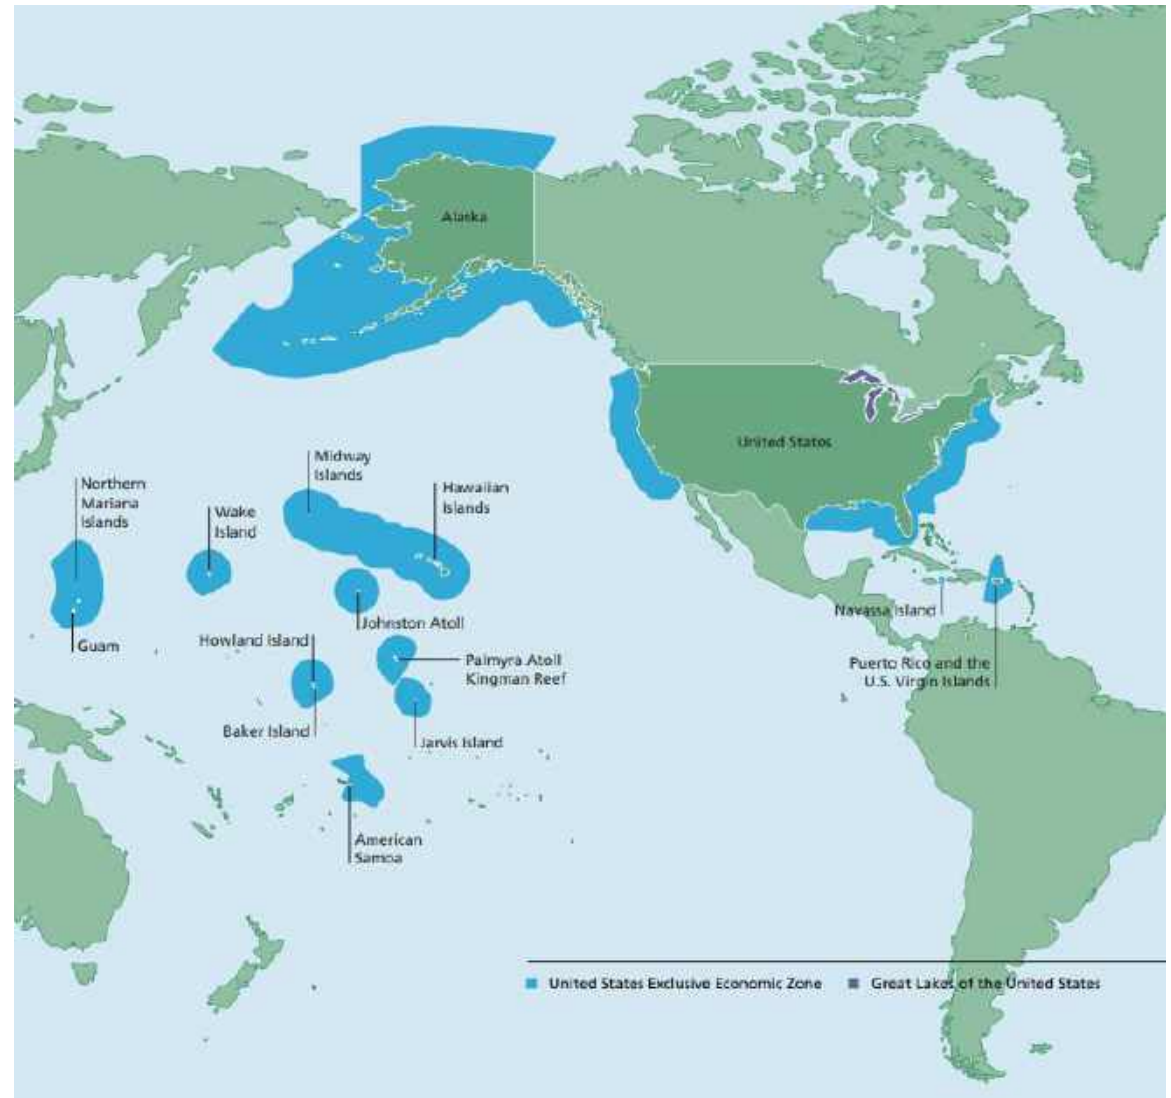 Alaska
United States
Midway
Islands
Northern
Mariana
Islands
Wake
Island
Hawaiian
Islands
Navassa Island
Johnston Atoll
Guam
Howland Island
Palmyra Atoll
Kingman Reef
Puerto Rico and the
U.S. Virgin Islands
Baker Island
Jarvis Island
American
Samoa
United States Exclusive Economic Zone
Great Lakes of the United States